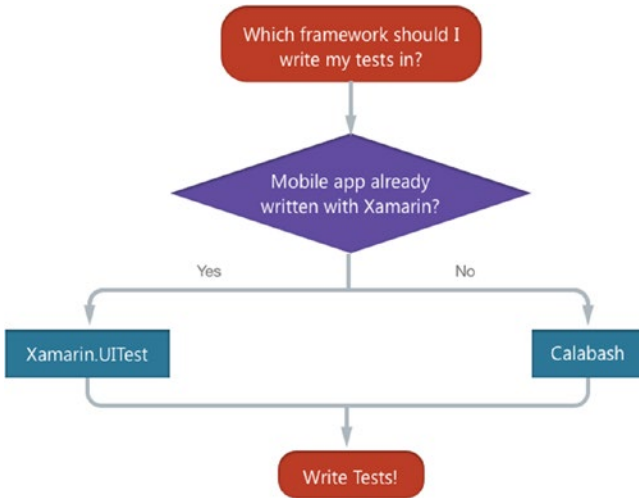 Which framework should I
write my tests in?
Mobile app already
written with Xamarin?
Yes
No
Xamarin.UITest
Calabash
Write Tests!